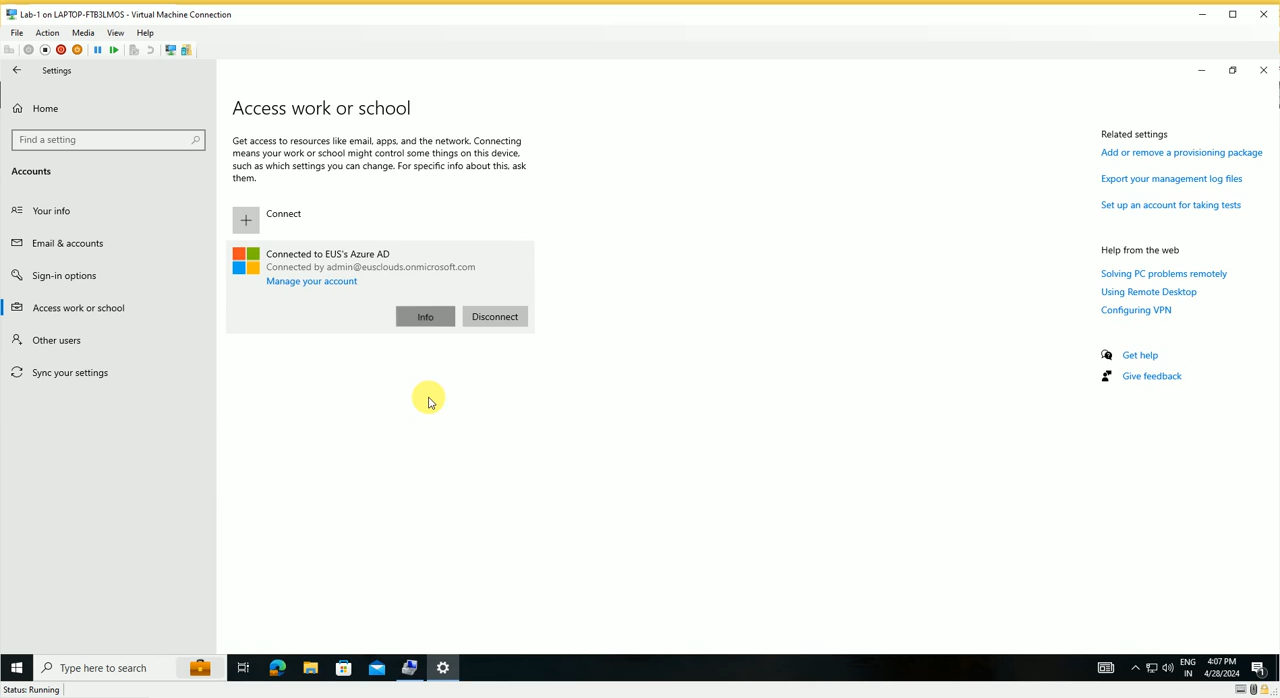 Lab-1 on LAPTOP-FTB3LMOS - Virtual Machine Connection
File Action Media View Help
Settings
Home
Find a setting
Accounts
Your info
Email & accounts
Sign-in options
Access work or school
Other users
Sync your settings
Access work or school
Get access to resources like email, apps, and the network. Connecting
means your work or school might control some things on this device,
such as which settings you can change. For specific info about this, ask
them.
Connect
Connected to EUS's Azure AD
Connected by admin@eusclouds.onmicrosoft.com
Manage your account
Info Disconnect
Related settings
Add or remove a provisioning package
Export your management log files
Set up an account for taking tests
Help from the web
Solving PC problems remotely
Using Remote Desktop
Configuring VPN
Get help
Give feedback
Type here to search
ENG
IN
4:07 PM
4/28/2024
1
Status: Running